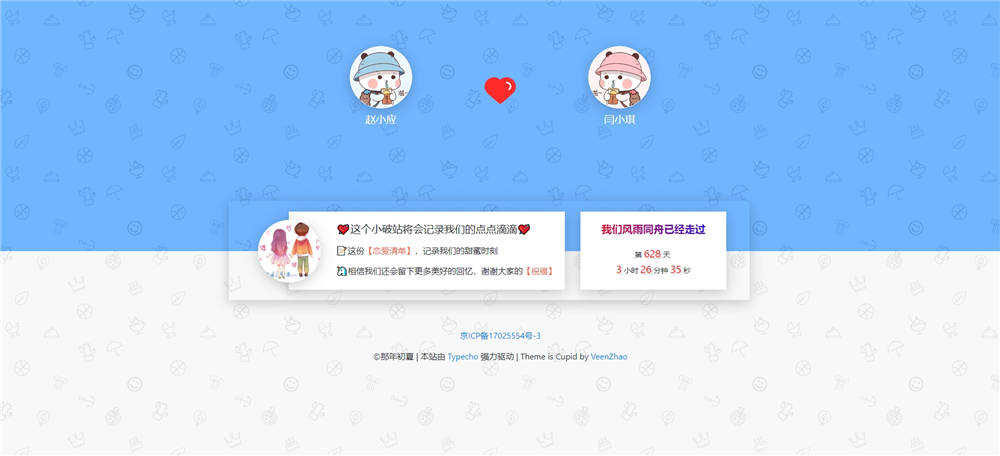 赵小应
闫小琪
这个小破站将会记录我们的点点滴滴
这份【恋爱清单】，记录我们的甜蜜时刻
相信我们还会留下更多美好的回忆，谢谢大家的【祝福】
我们风雨同舟已经走过
第 628 天
3 小时 26 分钟 35 秒
京ICP备17025554号-3
©那年初夏 | 本站由 Typecho 强力驱动 | Theme is Cupid by VeenZhao